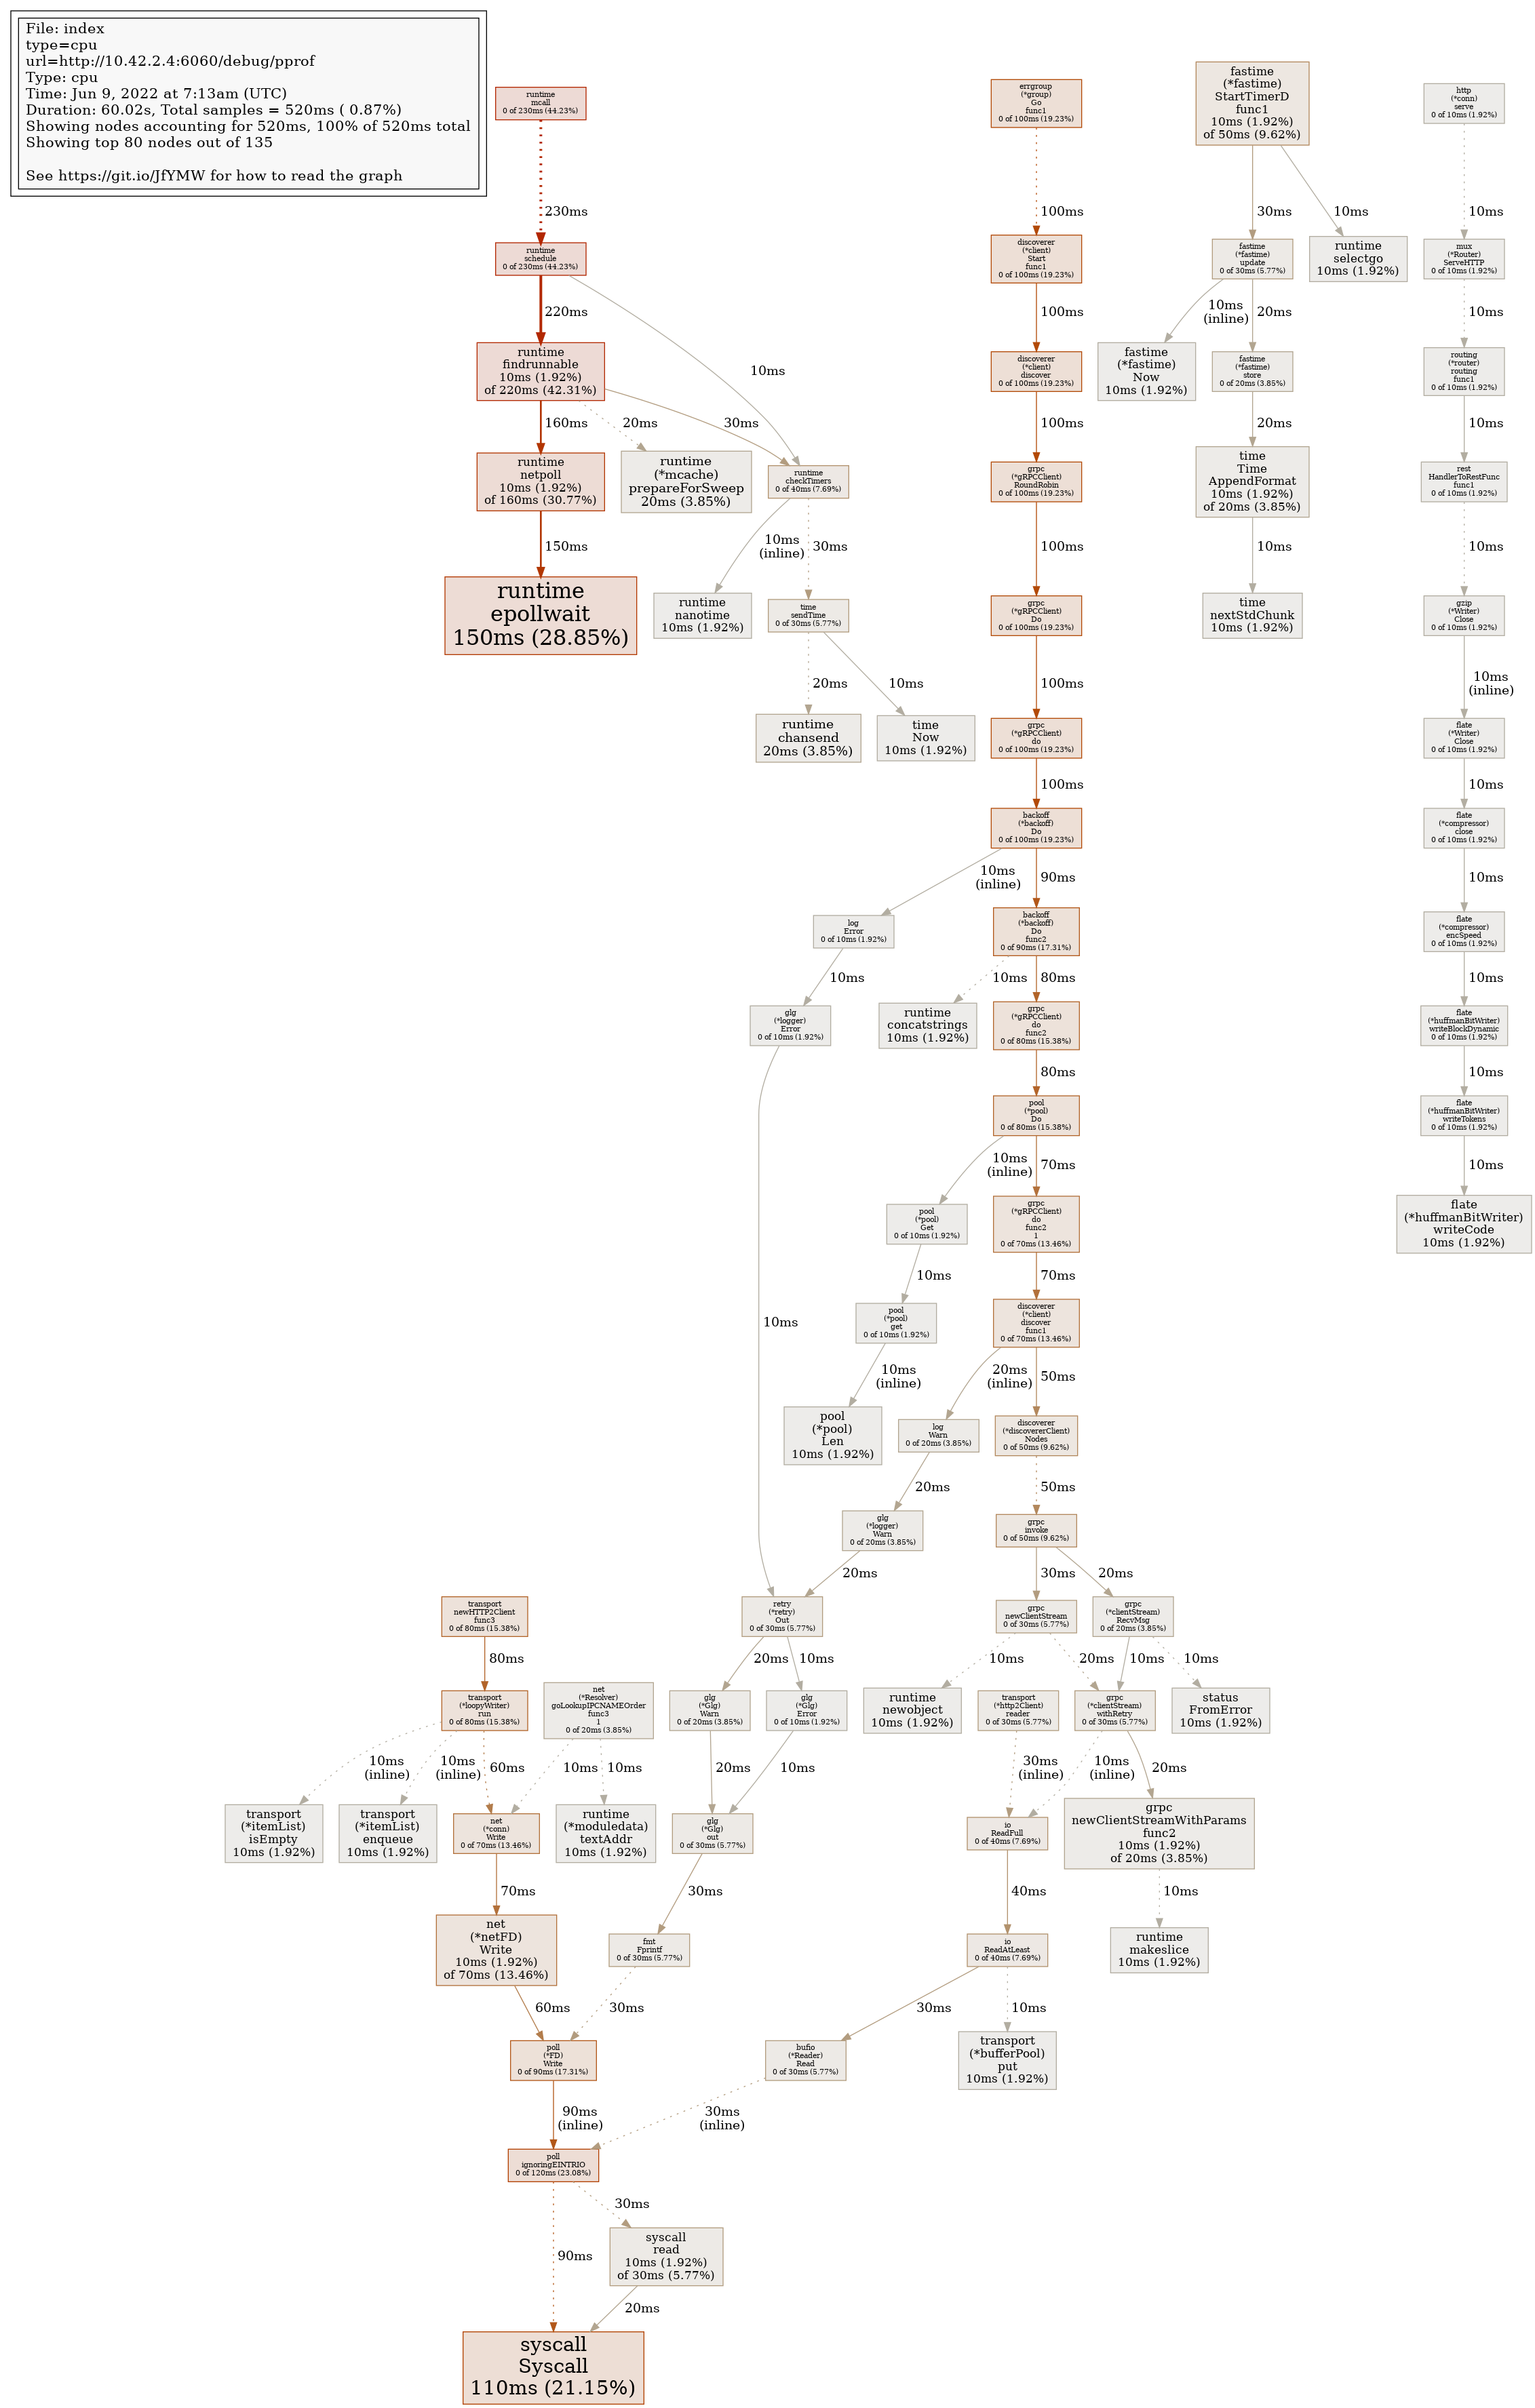 File: index
type=cpu
url=http://10.42.2.4:6060/debug/pprof
Type: cpu
Time: Jun 9, 2022 at 7:13am (UTC)
Duration: 60.02s, Total samples = 520ms ( 0.87%)
Showing nodes accounting for 520ms, 100% of 520ms total
Showing top 80 nodes out of 135
See https://git.io/JfYMW for how to read the graph
runtime
mcall
0 of 230ms (44.23%)
230ms
runtime
schedule
0 of 230ms (44.23%)
220ms
10ms
runtime
findrunnable
10ms (1.92%)
of 220ms (42.31%)
160ms
20ms
30ms
runtime
netpoll
10ms (1.92%)
of 160ms (30.77%)
runtime
(*mcache)
prepareForSweep
20ms (3.85%)
runtime
checkTimers
0 of 40ms (7.69%)
150ms
10ms
(inline)
30ms
runtime
epollwait
150ms (28.85%)
runtime
nanotime
10ms (1.92%)
time
sendTime
0 of 30ms (5.77%)
20ms
10ms
runtime
chansend
20ms (3.85%)
time
Now
10ms (1.92%)
errgroup
(*group)
Go
func1
0 of 100ms (19.23%)
100ms
discoverer
(*client)
Start
func1
0 of 100ms (19.23%)
100ms
discoverer
(*client)
discover
0 of 100ms (19.23%)
100ms
grpc
(*gRPCClient)
RoundRobin
0 of 100ms (19.23%)
100ms
grpc
(*gRPCClient)
Do
0 of 100ms (19.23%)
100ms
grpc
(*gRPCClient)
do
0 of 100ms (19.23%)
100ms
backoff
(*backoff)
Do
0 of 100ms (19.23%)
10ms
(inline)
90ms
log
Error
0 of 10ms (1.92%)
backoff
(*backoff)
Do
func2
0 of 90ms (17.31%)
10ms
10ms
80ms
glg
(*logger)
Error
0 of 10ms (1.92%)
runtime
concatstrings
10ms (1.92%)
grpc
(*gRPCClient)
do
func2
0 of 80ms (15.38%)
80ms
pool
(*pool)
Do
0 of 80ms (15.38%)
10ms
(inline)
70ms
pool
(*pool)
Get
0 of 10ms (1.92%)
grpc
(*gRPCClient)
do
func2
1
0 of 70ms (13.46%)
10ms
70ms
10ms
pool
(*pool)
get
0 of 10ms (1.92%)
discoverer
(*client)
discover
func1
0 of 70ms (13.46%)
10ms
(inline)
20ms
(inline)
50ms
pool
(*pool)
Len
10ms (1.92%)
log
Warn
0 of 20ms (3.85%)
discoverer
(*discovererClient)
Nodes
0 of 50ms (9.62%)
20ms
50ms
glg
(*logger)
Warn
0 of 20ms (3.85%)
grpc
invoke
0 of 50ms (9.62%)
20ms
30ms
20ms
fastime
(*fastime)
StartTimerD
func1
10ms (1.92%)
of 50ms (9.62%)
30ms
10ms
fastime
(*fastime)
update
0 of 30ms (5.77%)
runtime
selectgo
10ms (1.92%)
10ms
(inline)
20ms
fastime
(*fastime)
Now
10ms (1.92%)
fastime
(*fastime)
store
0 of 20ms (3.85%)
20ms
time
Time
AppendFormat
10ms (1.92%)
of 20ms (3.85%)
10ms
time
nextStdChunk
10ms (1.92%)
http
(*conn)
serve
0 of 10ms (1.92%)
10ms
mux
(*Router)
ServeHTTP
0 of 10ms (1.92%)
10ms
routing
(*router)
routing
func1
0 of 10ms (1.92%)
10ms
rest
HandlerToRestFunc
func1
0 of 10ms (1.92%)
10ms
gzip
(*Writer)
Close
0 of 10ms (1.92%)
10ms
(inline)
flate
(*Writer)
Close
0 of 10ms (1.92%)
10ms
flate
(*compressor)
close
0 of 10ms (1.92%)
10ms
flate
(*compressor)
encSpeed
0 of 10ms (1.92%)
10ms
flate
(*huffmanBitWriter)
writeBlockDynamic
0 of 10ms (1.92%)
10ms
flate
(*huffmanBitWriter)
writeTokens
0 of 10ms (1.92%)
10ms
flate
(*huffmanBitWriter)
writeCode
10ms (1.92%)
transport
newHTTP2Client
func3
0 of 80ms (15.38%)
retry
(*retry)
Out
0 of 30ms (5.77%)
grpc
newClientStream
0 of 30ms (5.77%)
grpc
(*clientStream)
RecvMsg
0 of 20ms (3.85%)
80ms
20ms
10ms
10ms
20ms
10ms
10ms
transport
(*loopyWriter)
run
0 of 80ms (15.38%)
net
(*Resolver)
goLookupIPCNAMEOrder
func3
1
0 of 20ms (3.85%)
glg
(*Glg)
Warn
0 of 20ms (3.85%)
glg
(*Glg)
Error
0 of 10ms (1.92%)
runtime
newobject
10ms (1.92%)
transport
(*http2Client)
reader
0 of 30ms (5.77%)
grpc
(*clientStream)
withRetry
0 of 30ms (5.77%)
status
FromError
10ms (1.92%)
10ms
(inline)
10ms
(inline)
60ms
10ms
10ms
20ms
10ms
30ms
(inline)
10ms
(inline)
20ms
transport
(*itemList)
isEmpty
10ms (1.92%)
transport
(*itemList)
enqueue
10ms (1.92%)
net
(*conn)
Write
0 of 70ms (13.46%)
runtime
(*moduledata)
textAddr
10ms (1.92%)
glg
(*Glg)
out
0 of 30ms (5.77%)
io
ReadFull
0 of 40ms (7.69%)
grpc
newClientStreamWithParams
func2
10ms (1.92%)
of 20ms (3.85%)
70ms
30ms
40ms
10ms
net
(*netFD)
Write
10ms (1.92%)
of 70ms (13.46%)
fmt
Fprintf
0 of 30ms (5.77%)
io
ReadAtLeast
0 of 40ms (7.69%)
runtime
makeslice
10ms (1.92%)
60ms
30ms
30ms
10ms
poll
(*FD)
Write
0 of 90ms (17.31%)
bufio
(*Reader)
Read
0 of 30ms (5.77%)
transport
(*bufferPool)
put
10ms (1.92%)
90ms
(inline)
30ms
(inline)
poll
ignoringEINTRIO
0 of 120ms (23.08%)
30ms
90ms
syscall
read
10ms (1.92%)
of 30ms (5.77%)
20ms
syscall
Syscall
110ms (21.15%)